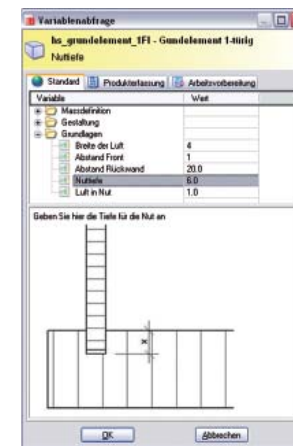 Variablenabfrage
hs_grundelement_1Fl - Gundelement 1-türig
Nuttiefe
Standard Produkterfassung Arbeitsvorbereitung
Variable Wert
Massdefinition
Gestaltung
Grundlagen
Breite der Luft 4
Abstand Front 1
Abstand Rückwand 20.0
Nuttiefe 6.0
Luft in Nut 1.0
Geben Sie hier die Tiefe für die Nut an
x
OK Abbrechen